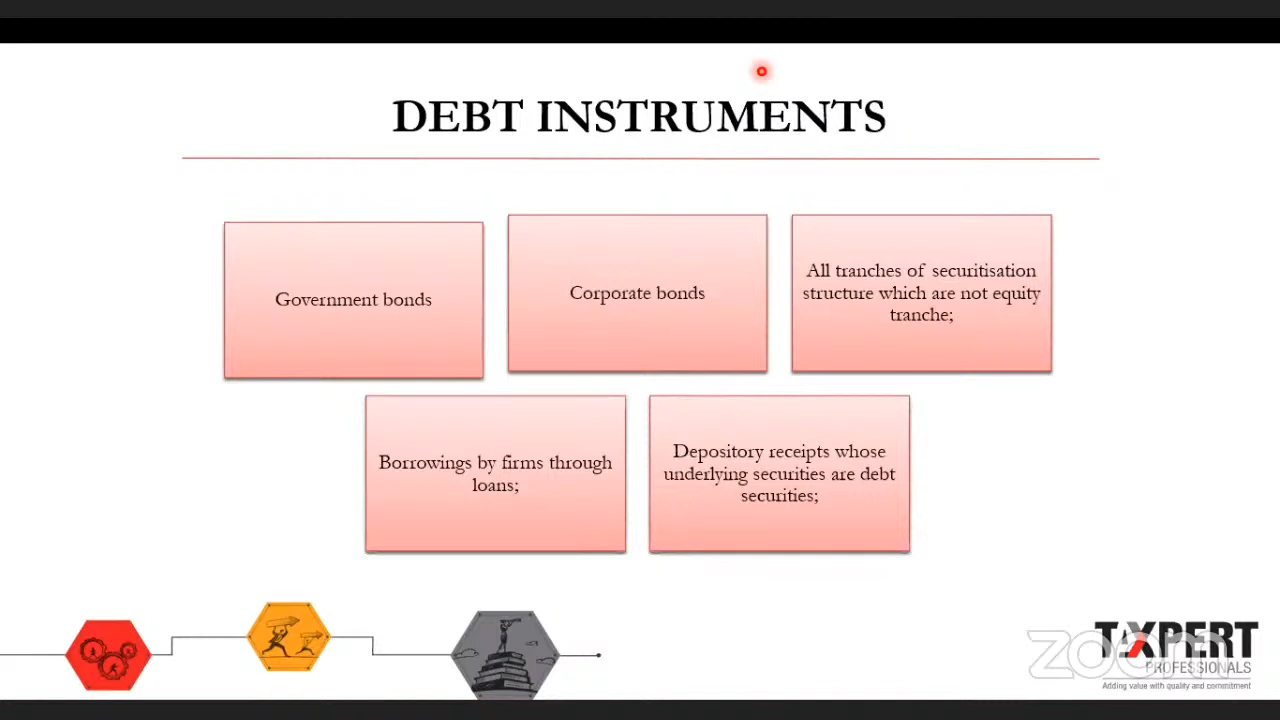 DEBT INSTRUMENTS
Government bonds
Corporate bonds
All tranches of securitisation
structure which are not equity
tranche;
Borrowings by firms through
loans;
Depository receipts whose
underlying securities are debt
securities;
TAXPERT
zoom
PROFESSIONALS
Adding value with quality and commitment